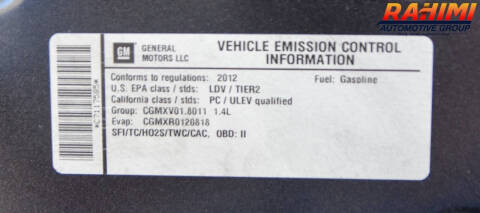 RAHIMI
AUTOMOTIVE GROUP
GM
GENERAL
MOTORS LLC
VEHICLE EMISSION CONTROL
INFORMATION
Conforms to regulations: 2012 Fuel: Gasoline
U.S. EPA class / stds: LDV / TIER2
California class / stds: PC / ULEV qualified
Group: CGMXV01.8011 1.4L
Evap: CGMXR0120818
SFI/TC/HO2S/TWC/CAC, OBD: II